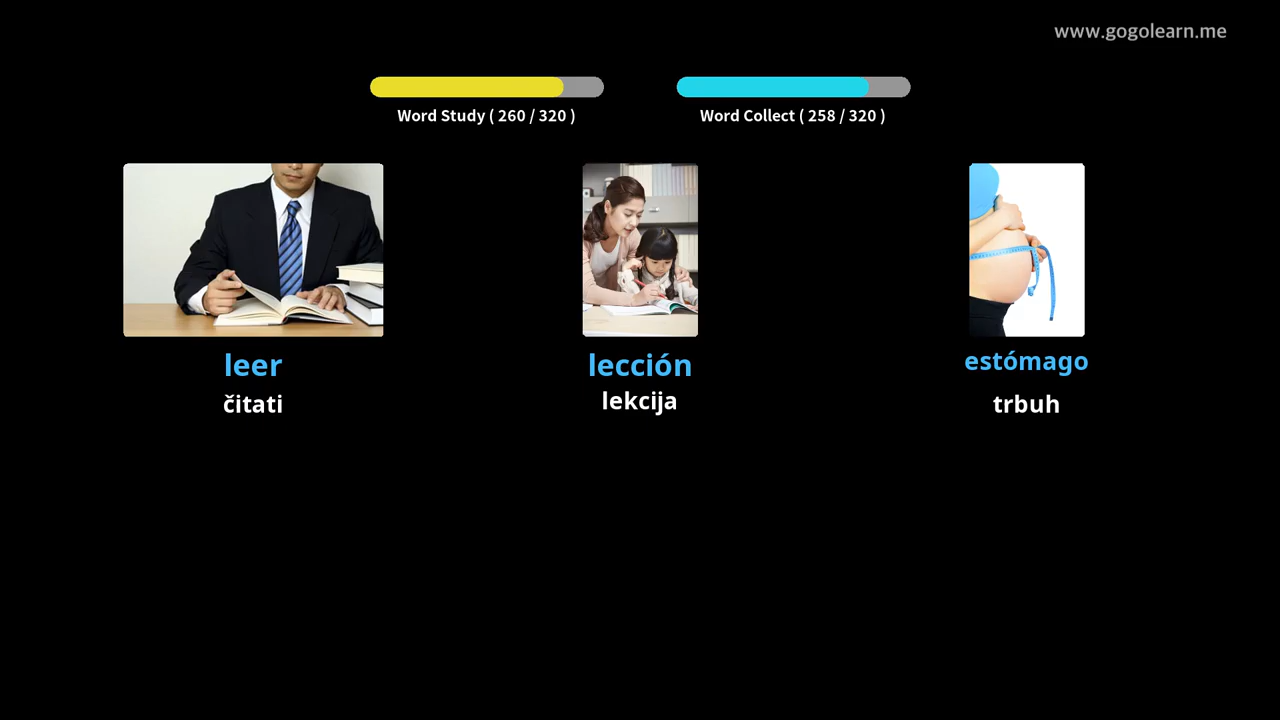 www.gogolearn.me
Word Study ( 260 / 320 )
Word Collect ( 258 / 320 )
leer
lección
estómago
čitati
lekcija
trbuh